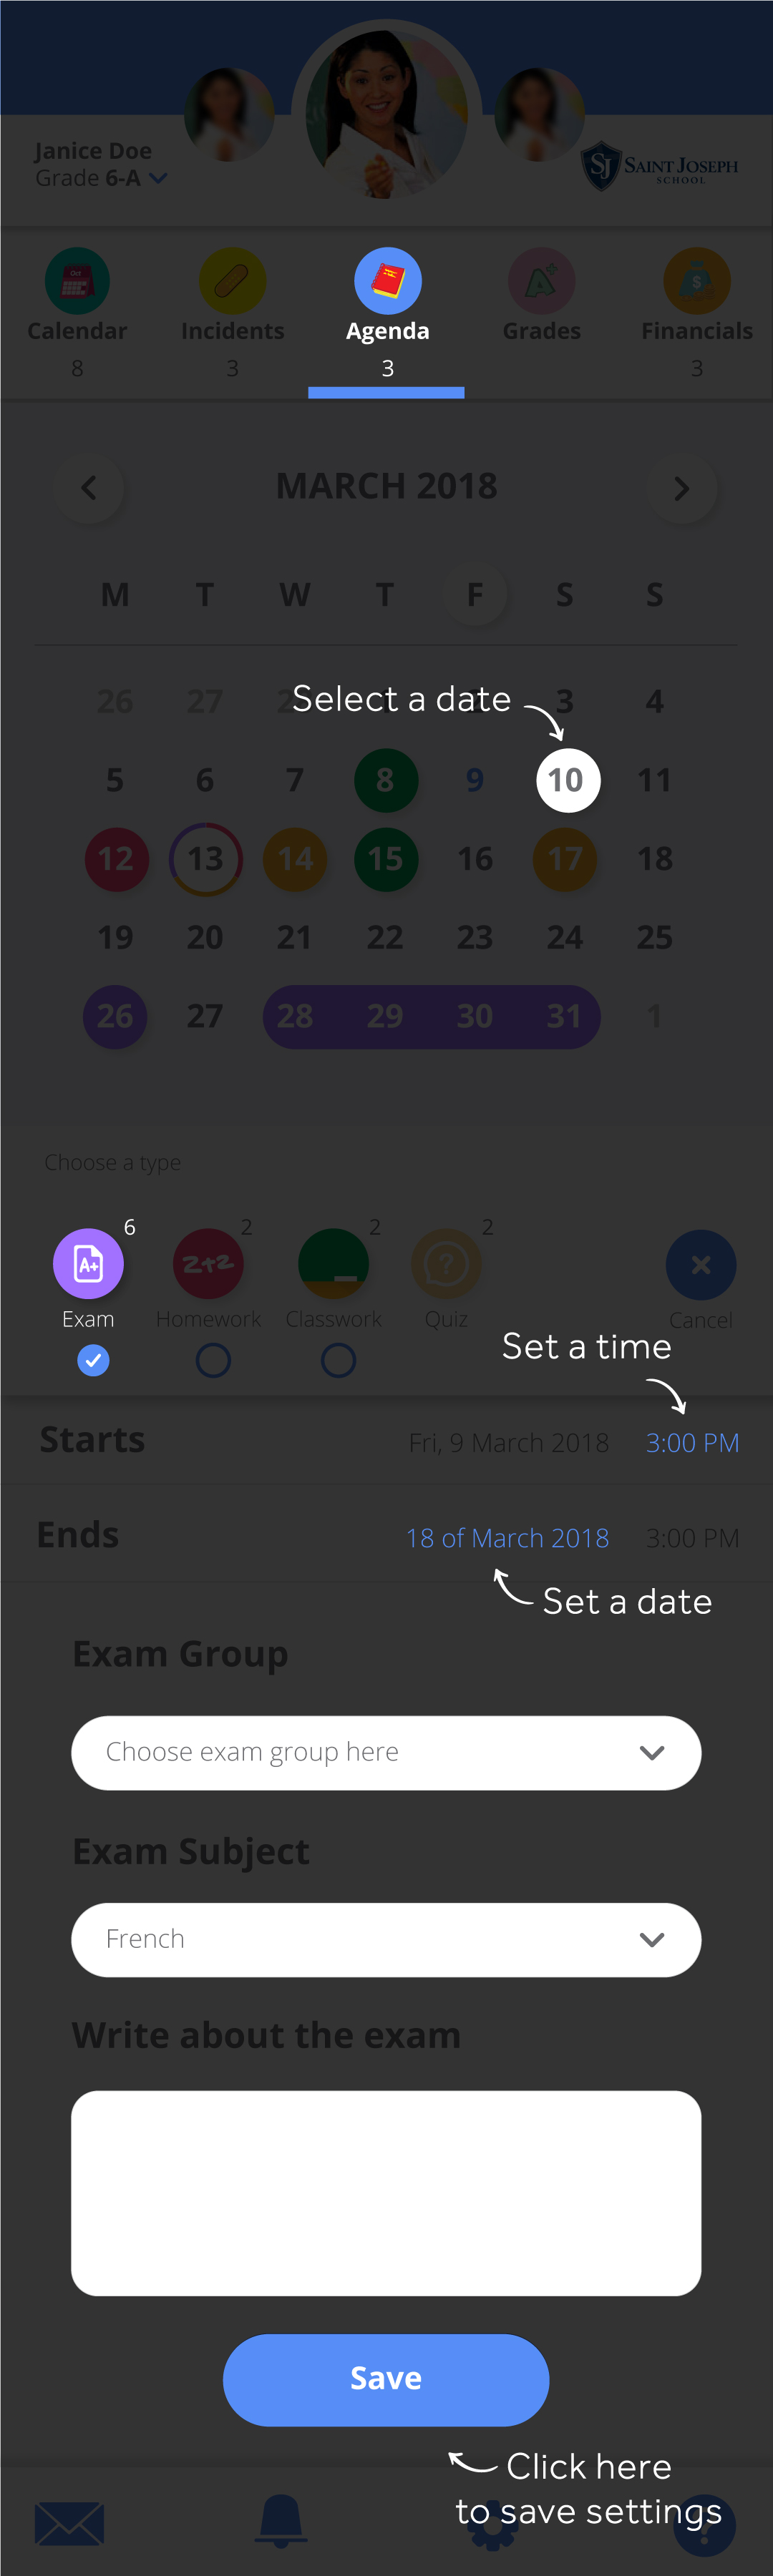 Janice Doe
Grade 6-A
SJ SAINT JOSEPH
SCHOOL
Oct A+ $
Calendar Incidents Agenda Grades Financials
8 3 3 3
MARCH 2018
M T W T F S S
26 27 3 4
Select a date
5 6 7 8 9 10 11
12 13 14 15 16 17 18
19 20 21 22 23 24 25
26 27 28 29 30 31 1
Choose a type
6 2 2 2
A+ 2+2 ?
Exam Homework Classwork Quiz Cancel
Set a time
Starts Fri, 9 March 2018 3:00 PM
Ends 18 of March 2018 3:00 PM
Set a date
Exam Group
Choose exam group here
Exam Subject
French
Write about the exam
Save
Click here
to save settings
?